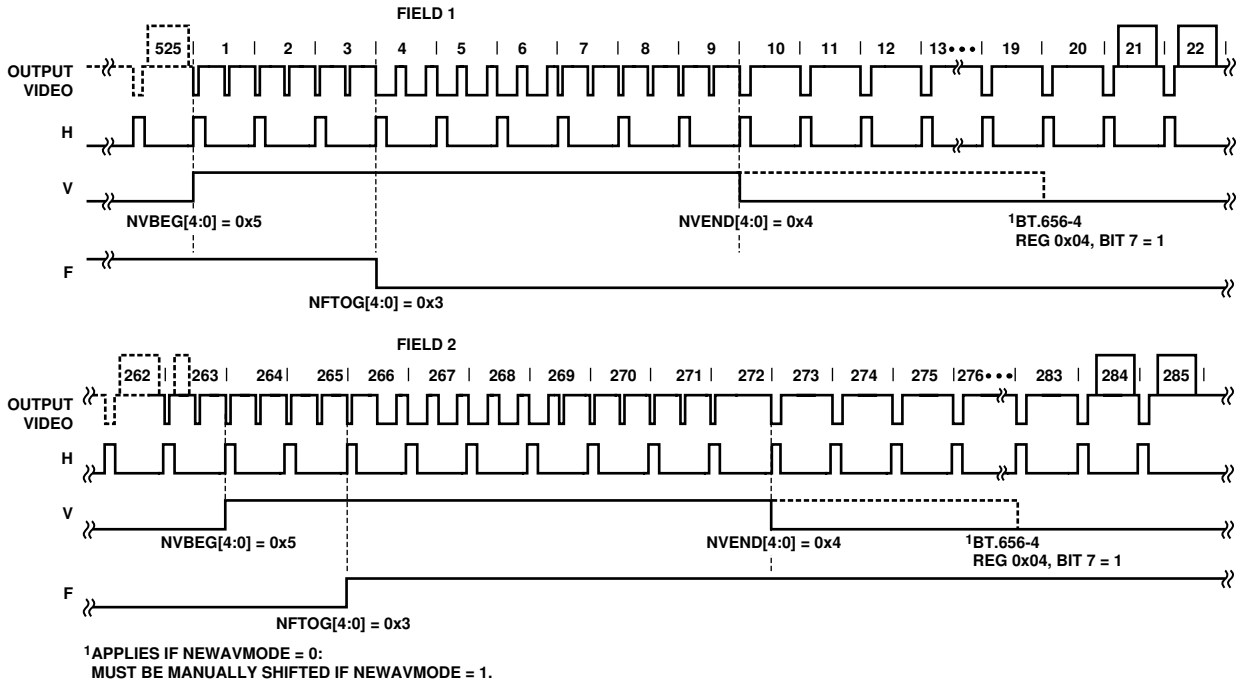 FIELD 1
525 1 2 3 4 5 6 7 8 9 10 11 12 13••• 19 20 21 22
OUTPUT
VIDEO
H
V
NVBEG[4:0] = 0x5
NVEND[4:0] = 0x4
1BT.656-4
REG 0x04, BIT 7 = 1
F
NFTOG[4:0] = 0x3
FIELD 2
262 263 264 265 266 267 268 269 270 271 272 273 274 275 276••• 283 284 285
OUTPUT
VIDEO
H
V
NVBEG[4:0] = 0x5
NVEND[4:0] = 0x4
1BT.656-4
REG 0x04, BIT 7 = 1
F
NFTOG[4:0] = 0x3
1APPLIES IF NEWAVMODE = 0:
MUST BE MANUALLY SHIFTED IF NEWAVMODE = 1.